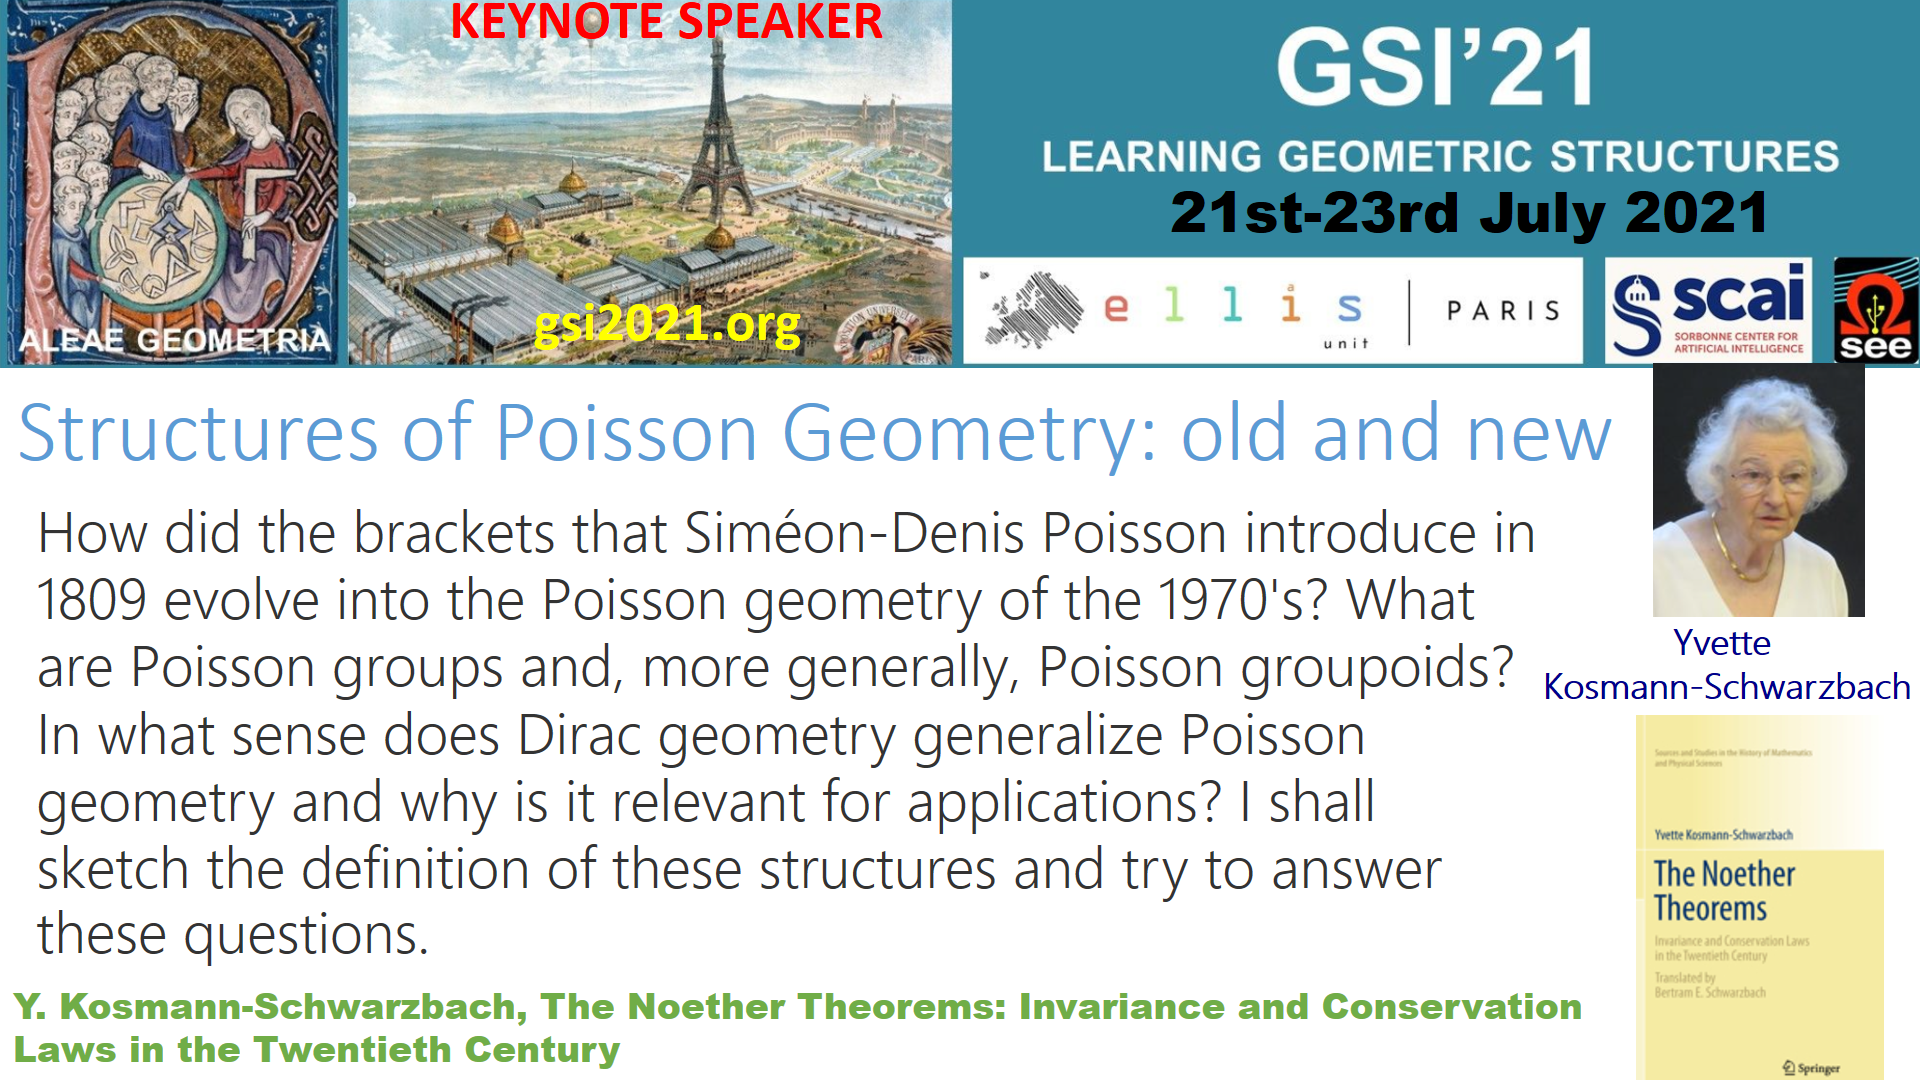 KEYNOTE SPEAKER
ALEAE GEOMETRIA
gsi2021.org
GSI’21
LEARNING GEOMETRIC STRUCTURES
21st-23rd July 2021
ellis
unit
PARIS
scai
SORBONNE CENTER FOR
ARTIFICIAL INTELLIGENCE
see
Structures of Poisson Geometry: old and new
How did the brackets that Siméon-Denis Poisson introduce in
1809 evolve into the Poisson geometry of the 1970's? What
are Poisson groups and, more generally, Poisson groupoids?
In what sense does Dirac geometry generalize Poisson
geometry and why is it relevant for applications? I shall
sketch the definition of these structures and try to answer
these questions.
Yvette
Kosmann-Schwarzbach
Sources and Studies in the History of Mathematics
and Physical Sciences
Yvette Kosmann-Schwarzbach
The Noether
Theorems
Invariance and Conservation Laws
in the Twentieth Century
Translated by
Bertram E. Schwarzbach
Springer
Y. Kosmann-Schwarzbach, The Noether Theorems: Invariance and Conservation
Laws in the Twentieth Century